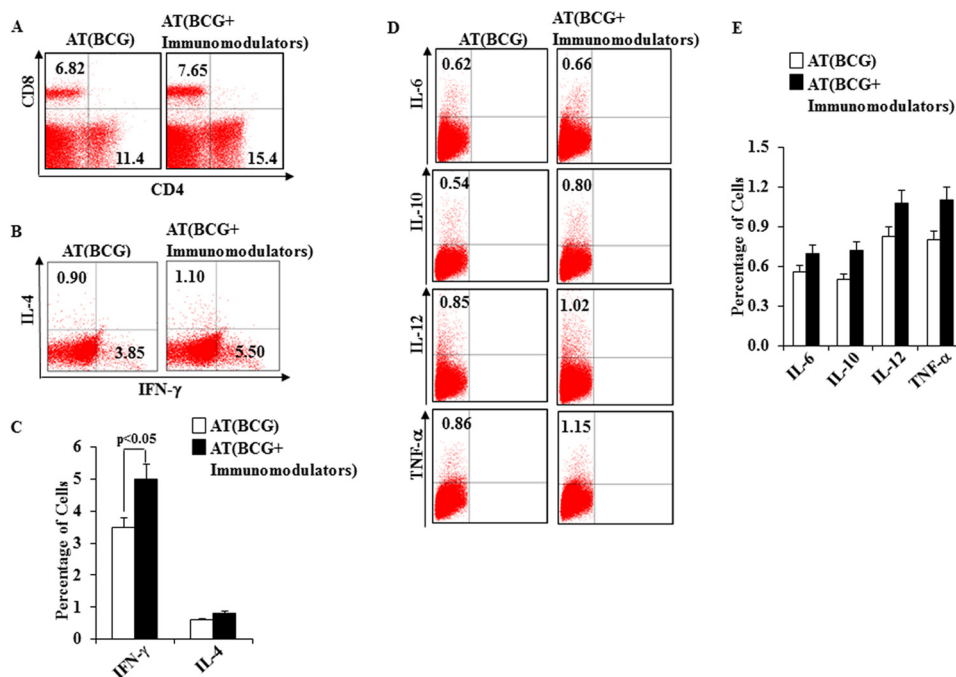 A
AT(BCG)
AT(BCG+
Immunomodulators)
CD8
6.82
7.65
11.4
15.4
CD4
B
AT(BCG)
AT(BCG+
Immunomodulators)
IL-4
0.90
1.10
3.85
5.50
IFN-γ
C
AT(BCG)
AT(BCG+
Immunomodulators)
p<0.05
Percentage of Cells
6
5
4
3
2
1
0
IFN-γ
IL-4
D
AT(BCG)
AT(BCG+
Immunomodulators)
IL-6
0.62
0.66
IL-10
0.54
0.80
IL-12
0.85
1.02
TNF-α
0.86
1.15
E
AT(BCG)
AT(BCG+
Immunomodulators)
Percentage of Cells
1.5
1.2
0.9
0.6
0.3
0.0
IL-6
IL-10
IL-12
TNF-α